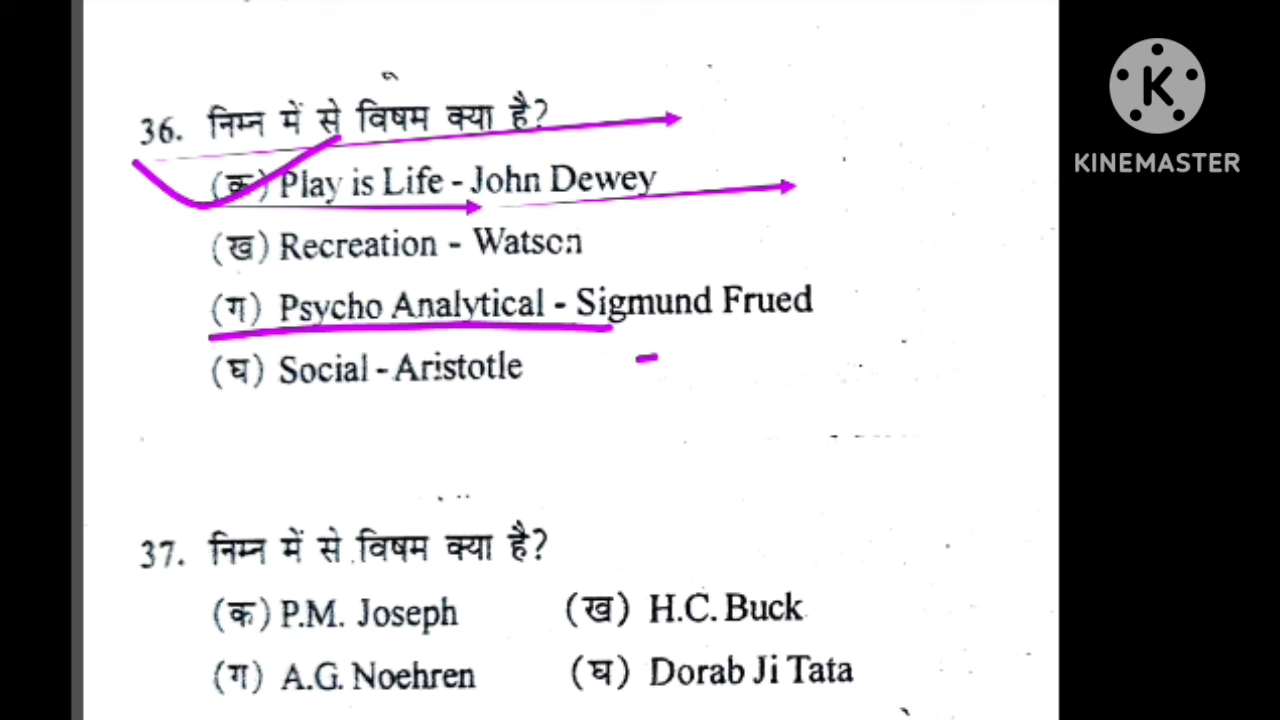 36. निम्न में से विषम क्या है?
(क) Play is Life - John Dewey
(ख) Recreation - Watson
(ग) Psycho Analytical - Sigmund Frued
(घ) Social - Aristotle
37. निम्न में से विषम क्या है?
(क) P.M. Joseph (ख) H.C. Buck
(ग) A.G. Noehren (घ) Dorab Ji Tata
K
KINEMASTER